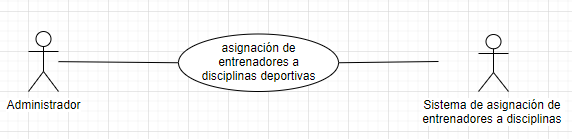 asignación de
entrenadores a
disciplinas deportivas
Administrador
Sistema de asignación de
entrenadores a disciplinas